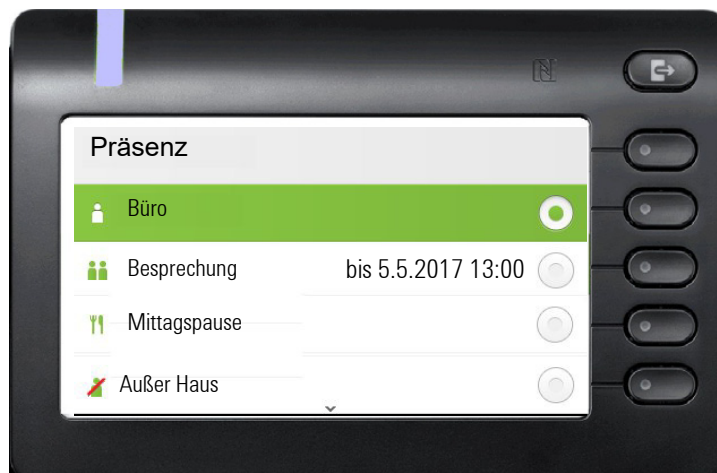 Präsenz
Büro
Besprechung bis 5.5.2017 13:00
Mittagspause
Außer Haus